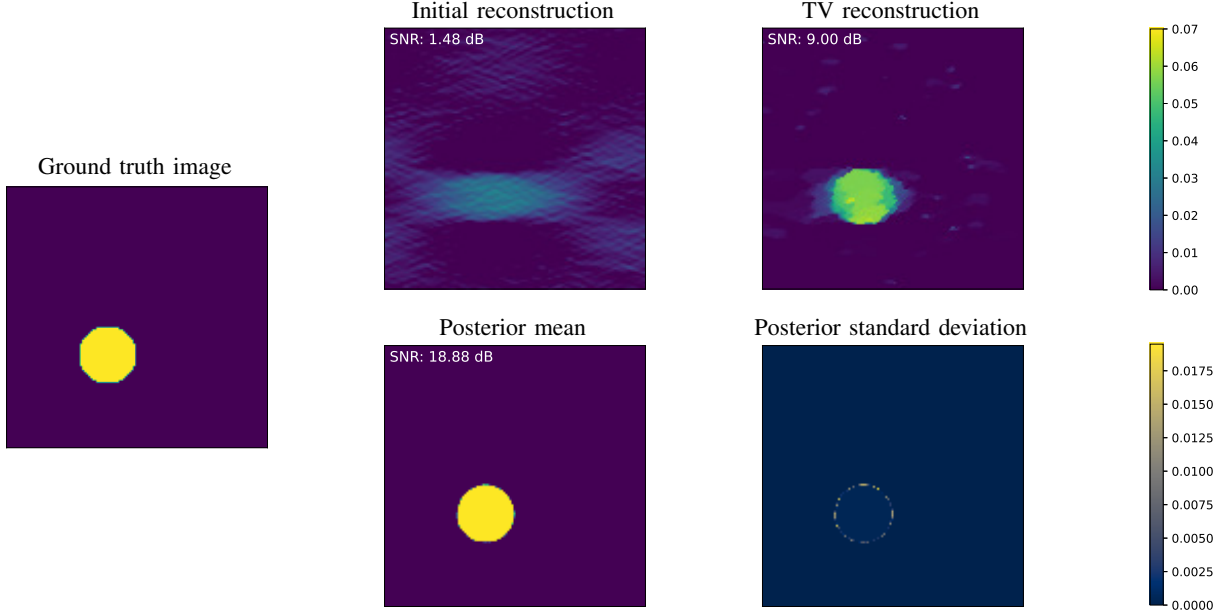 Initial reconstruction
TV reconstruction
SNR: 1.48 dB
SNR: 9.00 dB
0.07
0.06
0.05
0.04
0.03
0.02
0.01
0.00
Ground truth image
Posterior mean
Posterior standard deviation
SNR: 18.88 dB
0.0175
0.0150
0.0125
0.0100
0.0075
0.0050
0.0025
0.0000